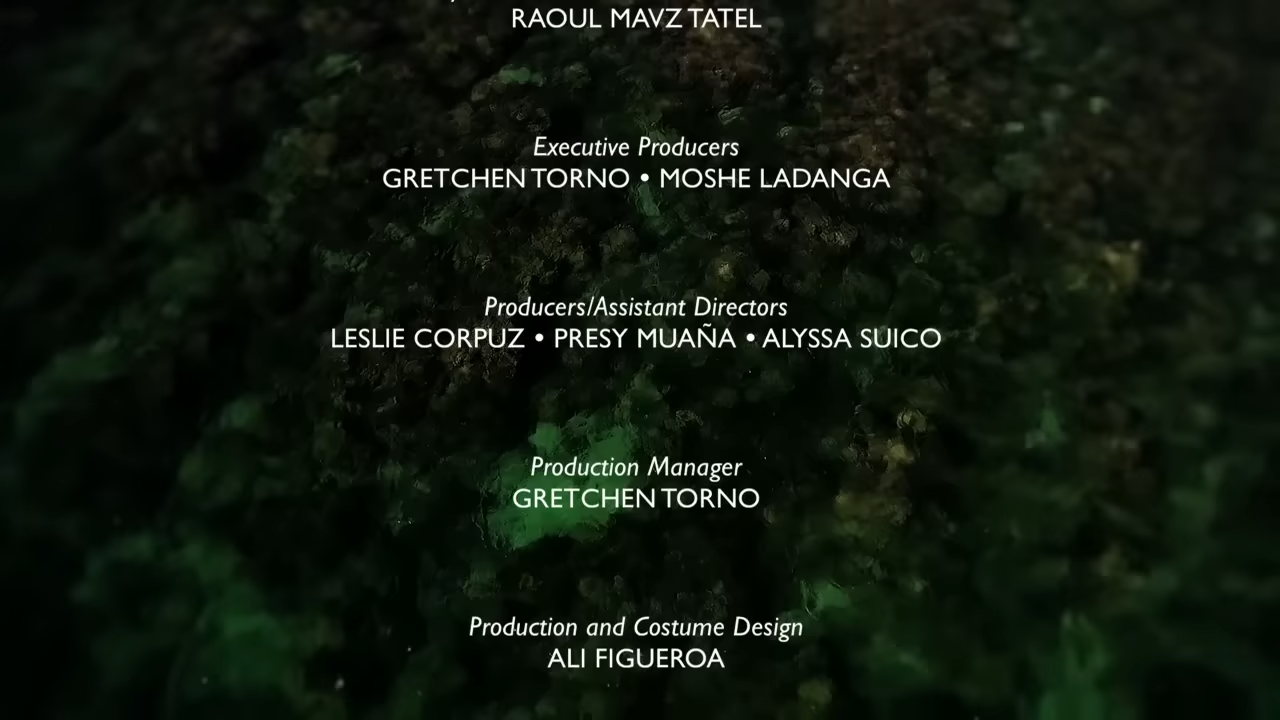 RAOUL MAVZ TATEL
Executive Producers
GRETCHEN TORNO • MOSHE LADANGA
Producers/Assistant Directors
LESLIE CORPUZ • PRESY MUAÑA • ALYSSA SUICO
Production Manager
GRETCHEN TORNO
Production and Costume Design
ALI FIGUEROA